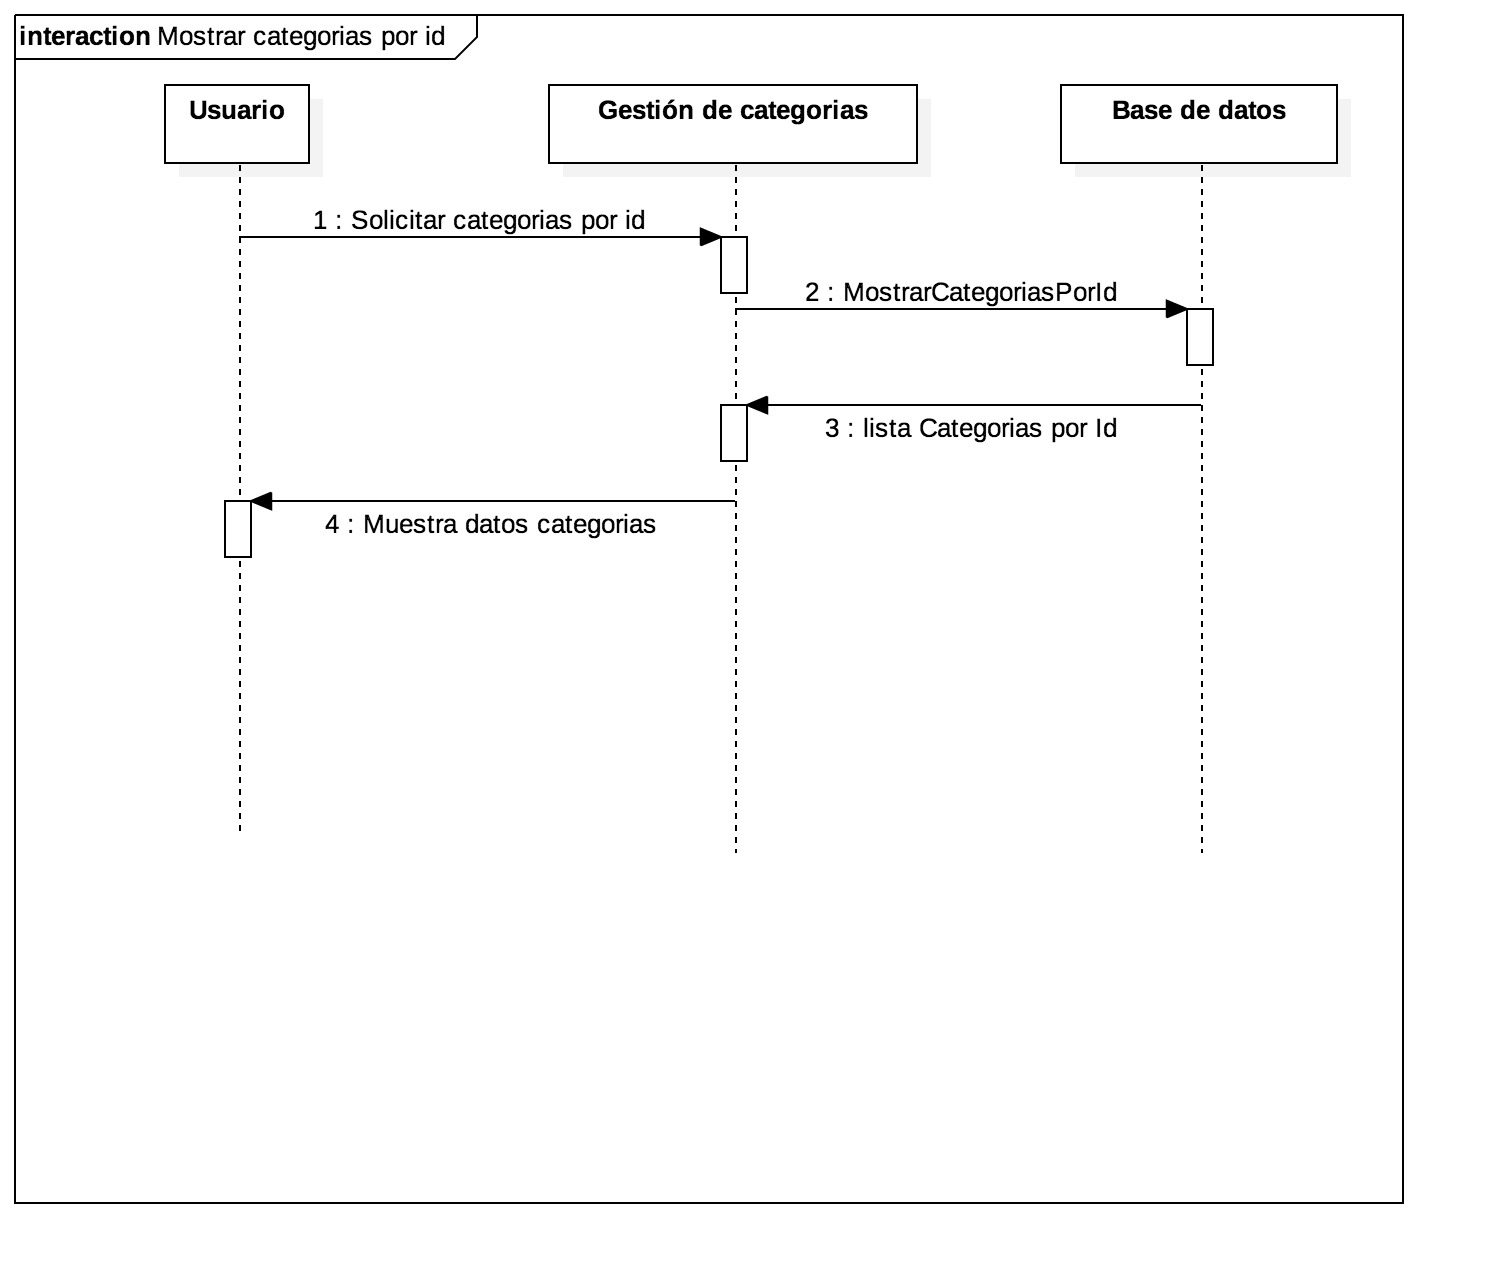 interaction Mostrar categorias por id
Usuario
Gestión de categorias
Base de datos
1 : Solicitar categorias por id
2 : MostrarCategoriasPorId
3 : lista Categorias por Id
4 : Muestra datos categorias